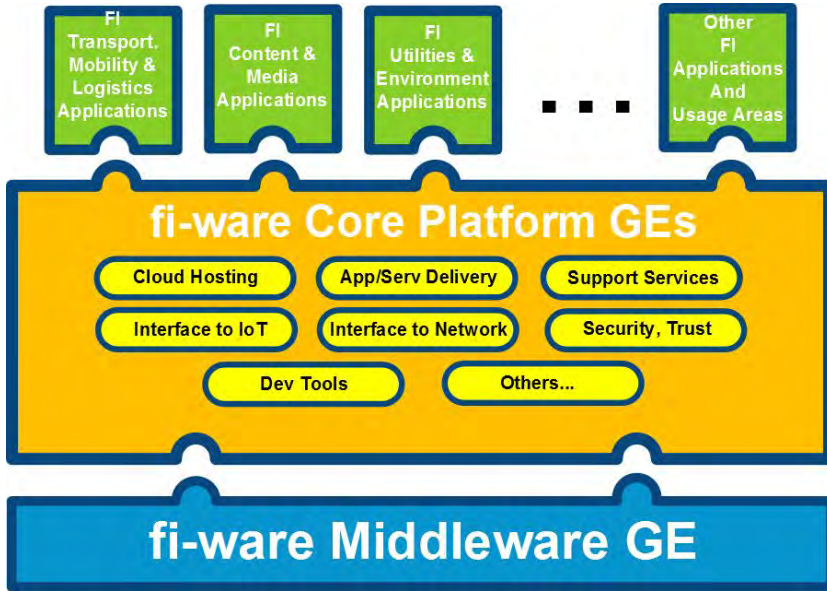 FI
Transport.
Mobility &
Logistics
Applications
FI
Content &
Media
Applications
FI
Utilities &
Environment
Applications
Other
FI
Applications
And
Usage Areas
fi-ware Core Platform GEs
Cloud Hosting
App/Serv Delivery
Support Services
Interface to IoT
Interface to Network
Security, Trust
Dev Tools
Others...
fi-ware Middleware GE